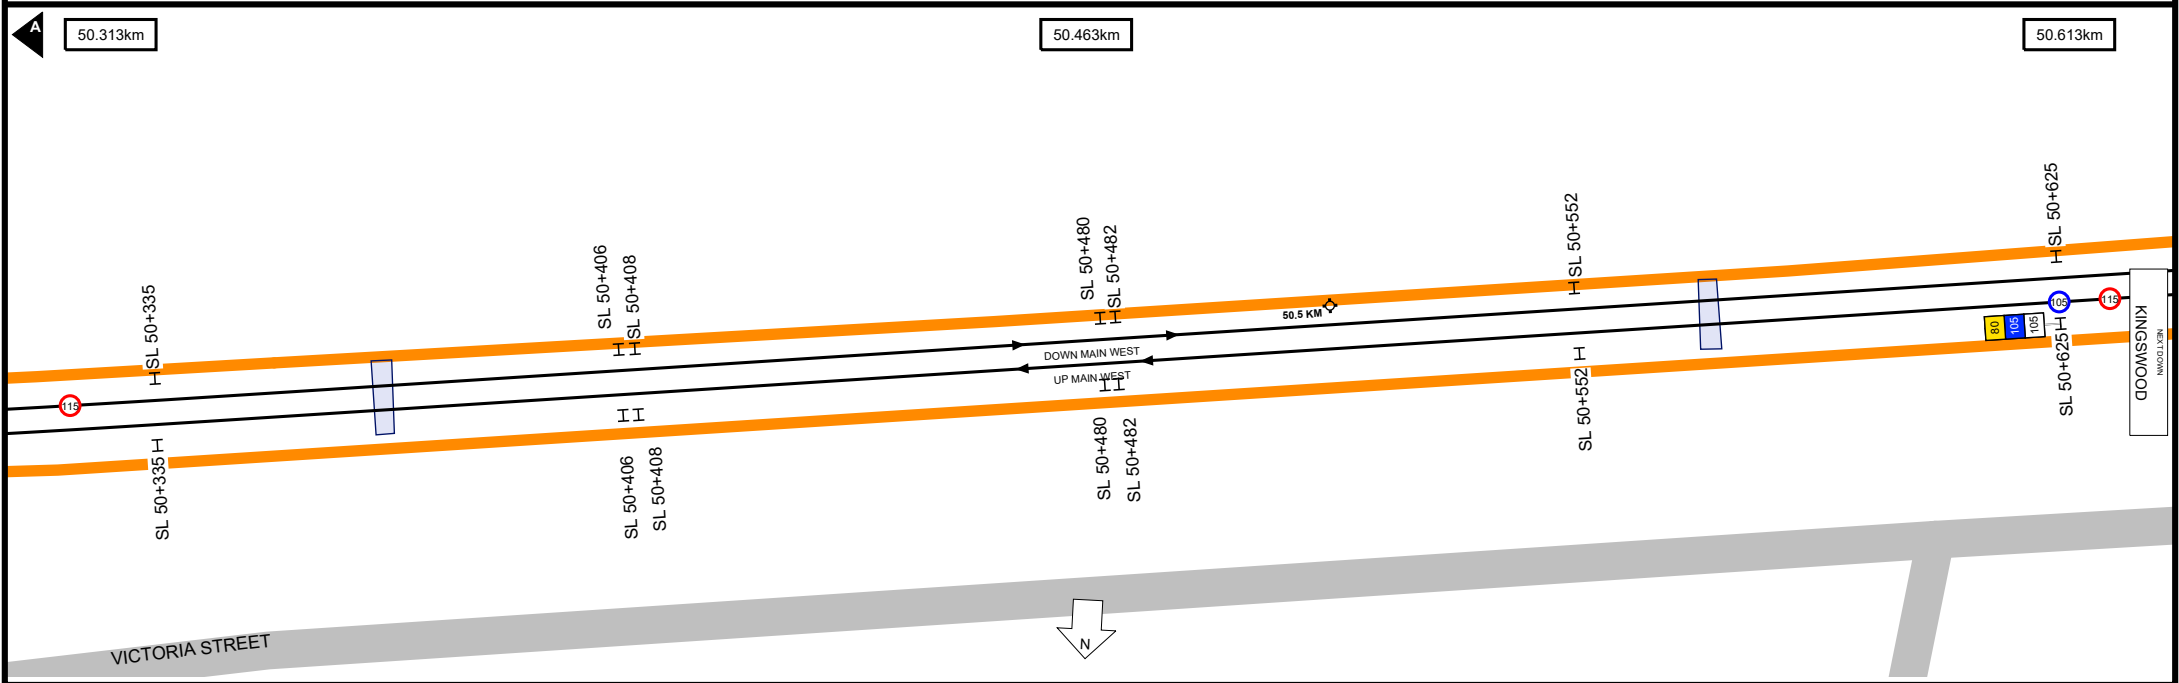 A
50.313km
50.463km
50.613km
SL 50+335
SL 50+406
SL 50+408
SL 50+480
SL 50+482
SL 50+552
SL 50+625
50.5 KM
DOWN MAIN WEST
UP MAIN WEST
115
105
115
80
105
105
KINGSWOOD
NEXT DOWN
SL 50+335
SL 50+406
SL 50+408
SL 50+480
SL 50+482
SL 50+552
SL 50+625
VICTORIA STREET
N